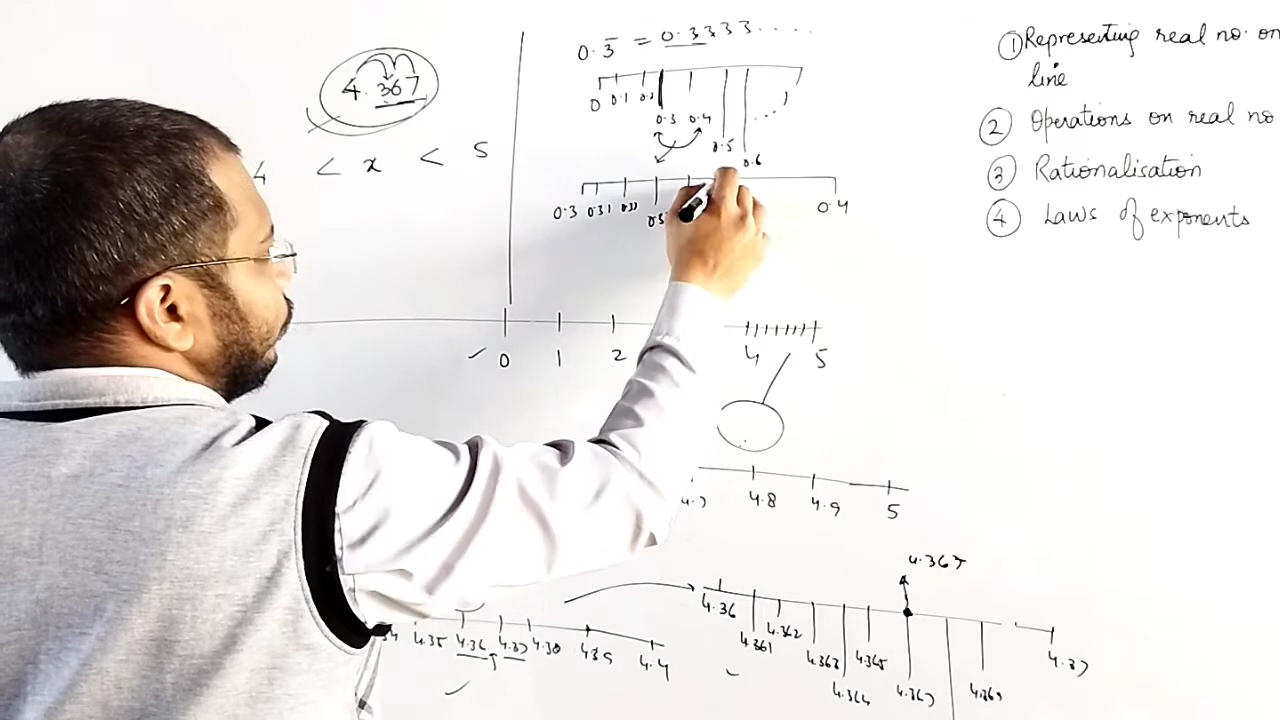 4.367
4 < x < 5
0.3̅ = 0.3333.....
0 0.1 0.2
0.3 0.4
0.5
0.6
0.3 0.31
0.4
0 1 2 4 5
4.8 4.9 5
4.35 4.36 4.37 4.38 4.39 4.4
4.367
4.36 4.361 4.362 4.363 4.364 4.365 4.367 4.37
① Representing real no. on
line
② Operations on real no
③ Rationalisation
④ Laws of exponents